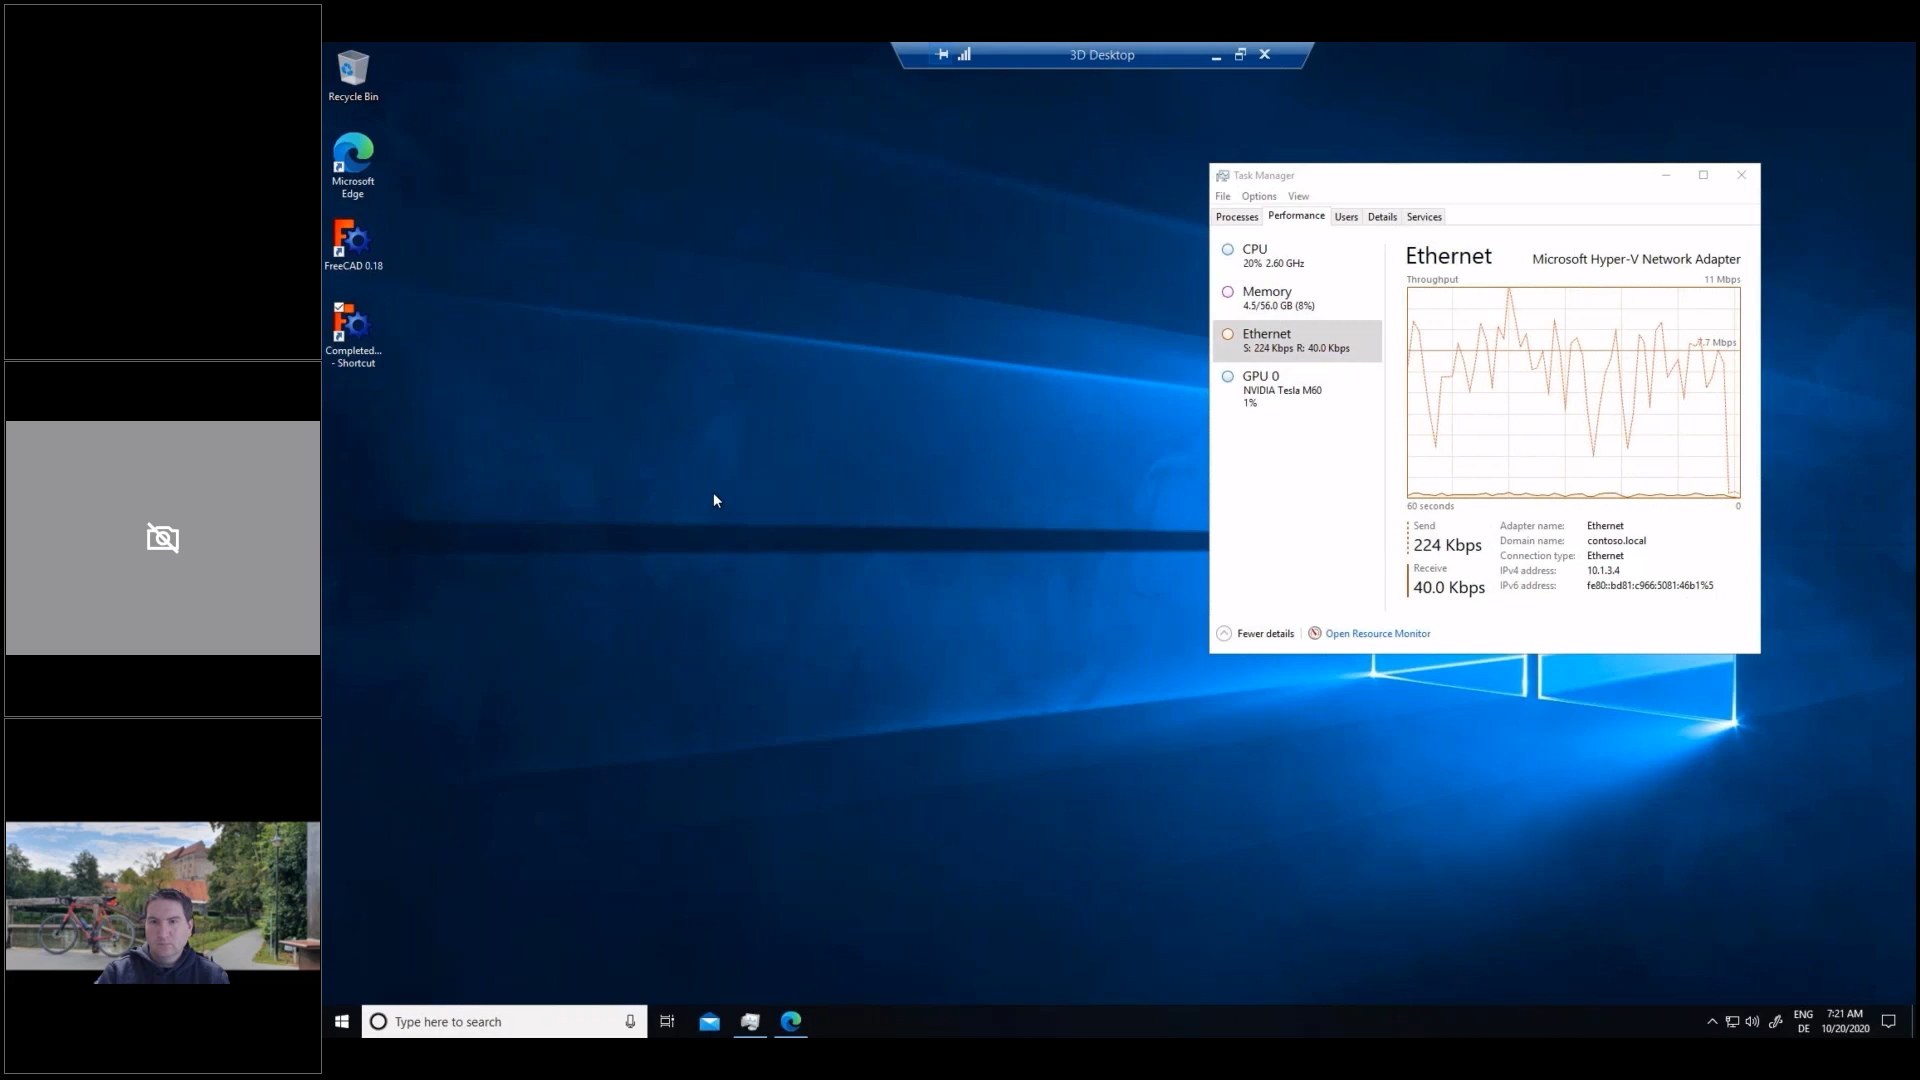 3D Desktop
Recycle Bin
Microsoft
Edge
FreeCAD 0.18
Completed...
- Shortcut
Task Manager
File Options View
Processes Performance Users Details Services
CPU
20% 2.60 GHz
Memory
4.5/56.0 GB (8%)
Ethernet
S: 224 Kbps R: 40.0 Kbps
GPU 0
NVIDIA Tesla M60
1%
Ethernet Microsoft Hyper-V Network Adapter
Throughput 11 Mbps
7.7 Mbps
60 seconds 0
Send
224 Kbps
Receive
40.0 Kbps
Adapter name: Ethernet
Domain name: contoso.local
Connection type: Ethernet
IPv4 address: 10.1.3.4
IPv6 address: fe80::bd81:c966:5081:46b1%5
Fewer details Open Resource Monitor
Type here to search
ENG
DE
7:21 AM
10/20/2020